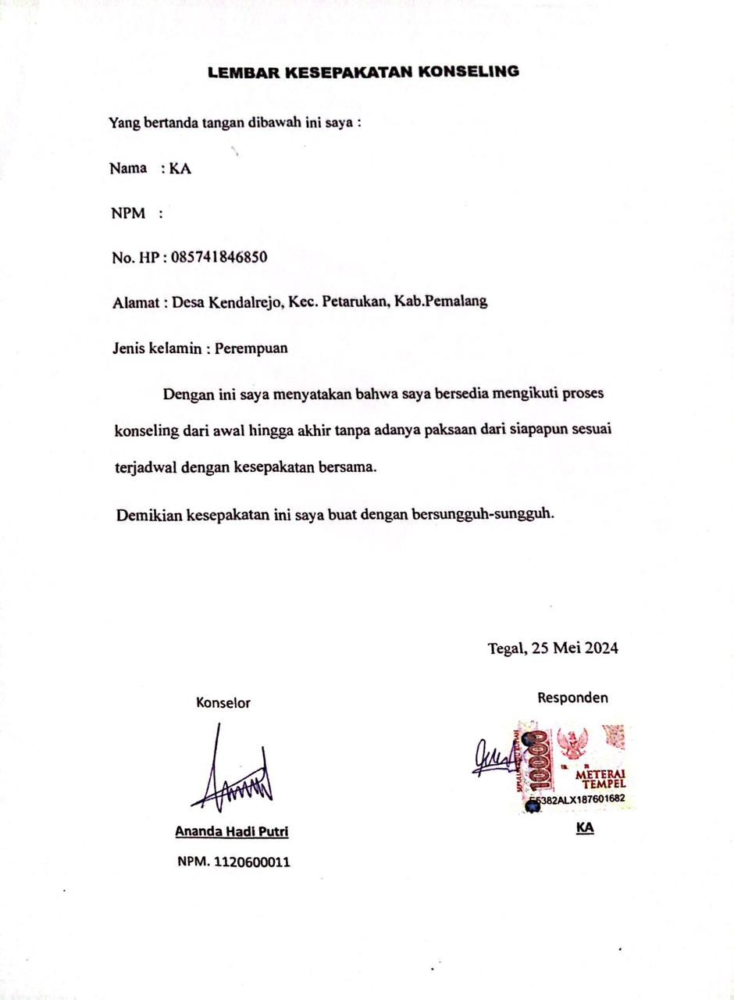 LEMBAR KESEPAKATAN KONSELING
Yang bertanda tangan dibawah ini saya :
Nama : KA
NPM :
No. HP : 085741846850
Alamat : Desa Kendalrejo, Kec. Petarukan, Kab.Pemalang
Jenis kelamin : Perempuan
Dengan ini saya menyatakan bahwa saya bersedia mengikuti proses
konseling dari awal hingga akhir tanpa adanya paksaan dari siapapun sesuai
terjadwal dengan kesepakatan bersama.
Demikian kesepakatan ini saya buat dengan bersungguh-sungguh.
Tegal, 25 Mei 2024
Konselor
Responden
10000
METERAI
TEMPEL
5382ALX187601682
Ananda Hadi Putri
KA
NPM. 1120600011